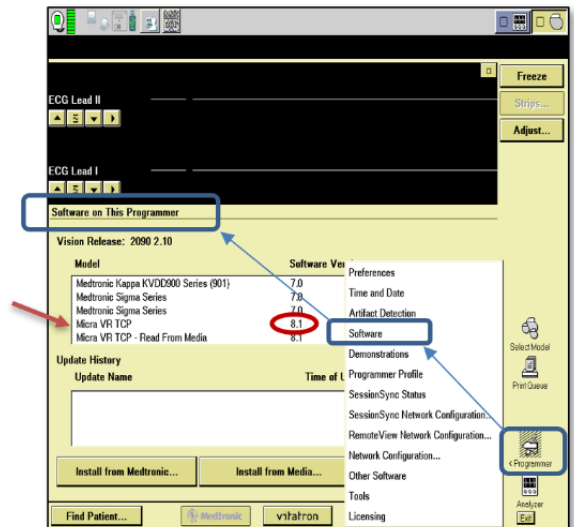 Freeze
ECG Lead II
Strips...
Adjust...
ECG Lead I
Software on This Programmer
Vision Release: 2090 2.10
Model Software Ver
Medtronic Kappa KVDD900 Series (901) 7.0
Medtronic Sigma Series 7.0
Medtronic Sigma Series 7.0
Micra VR TCP 8.1
Micra VR TCP - Read From Media 8.1
Update History
Update Name Time of U
Install from Medtronic...
Install from Media...
Preferences
Time and Date
Artifact Detection
Software
Demonstrations
Programmer Profile
SessionSync Status
SessionSync Network Configuration...
RemoteView Network Configuration...
Network Configuration...
Other Software
Tools
Licensing
Select Model
Print Queue
< Programmer
Analyzer
Exit
Find Patient...
Medtronic
vitatron